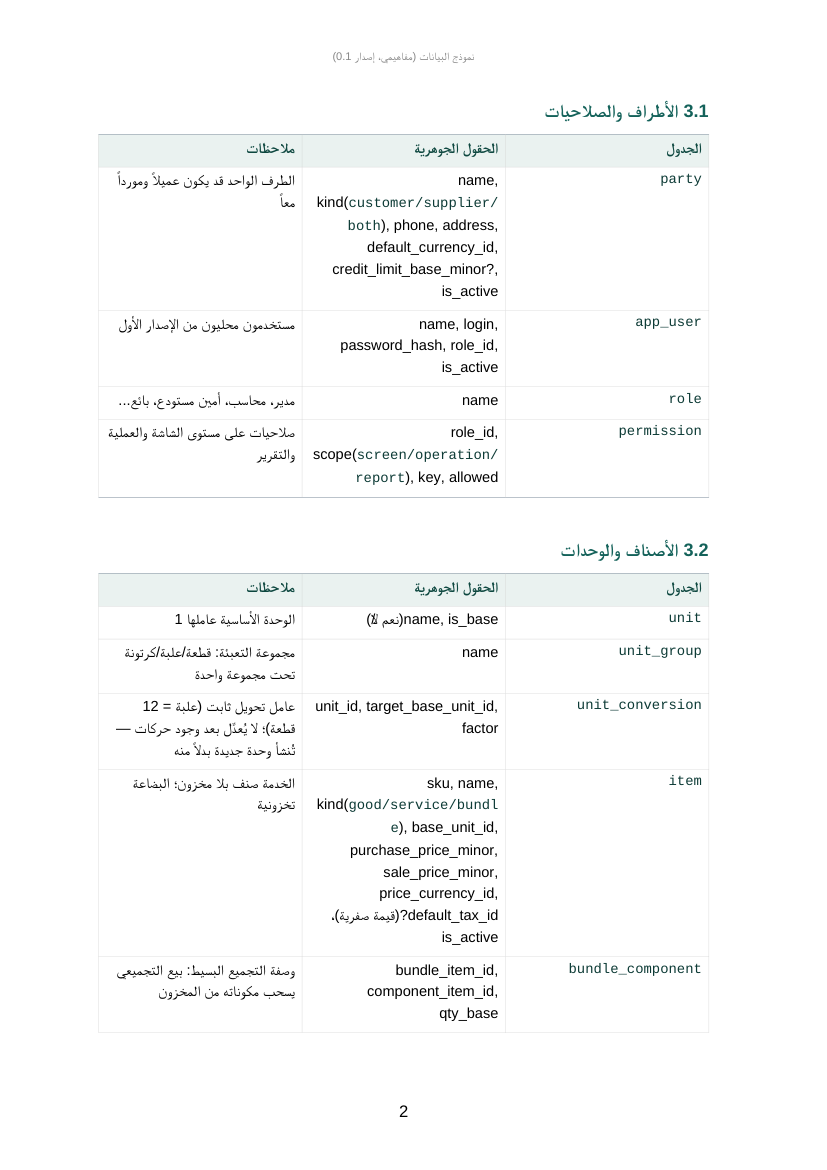 نموذج البيانات (مفاهيمي، إصدار 0.1)
3.1 الأطراف والصلاحيات
الجدول
الحقول الجوهرية
ملاحظات
party
name,
kind(customer/supplier/
both), phone, address,
default_currency_id,
credit_limit_base_minor?,
is_active
الطرف الواحد قد يكون عميلاً ومورداً
معاً
app_user
name, login,
password_hash, role_id,
is_active
مستخدمون محليون من الإصدار الأول
role
name
مدير، محاسب، أمين مستودع، بائع…
permission
role_id,
scope(screen/operation/
report), key, allowed
صلاحيات على مستوى الشاشة والعملية
والتقرير
3.2 الأصناف والوحدات
الجدول
الحقول الجوهرية
ملاحظات
unit
name, is_base(نعم/لا)
الوحدة الأساسية عاملها 1
unit_group
name
مجموعة التعبئة: قطعة/علبة/كرتونة
تحت مجموعة واحدة
unit_conversion
unit_id, target_base_unit_id,
factor
عامل تحويل ثابت (علبة = 12
قطعة)؛ لا يُعدَّل بعد وجود حركات —
تُنشأ وحدة جديدة بدلاً منه
item
sku, name,
kind(good/service/bundl
e), base_unit_id,
purchase_price_minor,
sale_price_minor,
price_currency_id,
default_tax_id?(قيمة صفرية)،
is_active
الخدمة صنف بلا مخزون؛ البضاعة
تخزونية
bundle_component
bundle_item_id,
component_item_id,
qty_base
وصفة التجميع البسيط: بيع التجميعي
يسحب مكوناته من المخزون
2